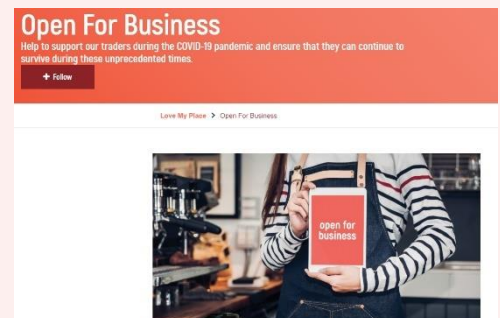 Open For Business
Help to support our traders during the COVID-19 pandemic and ensure that they can continue to
survive during these unprecedented times.
+ Follow
Love My Place > Open For Business
open for
business